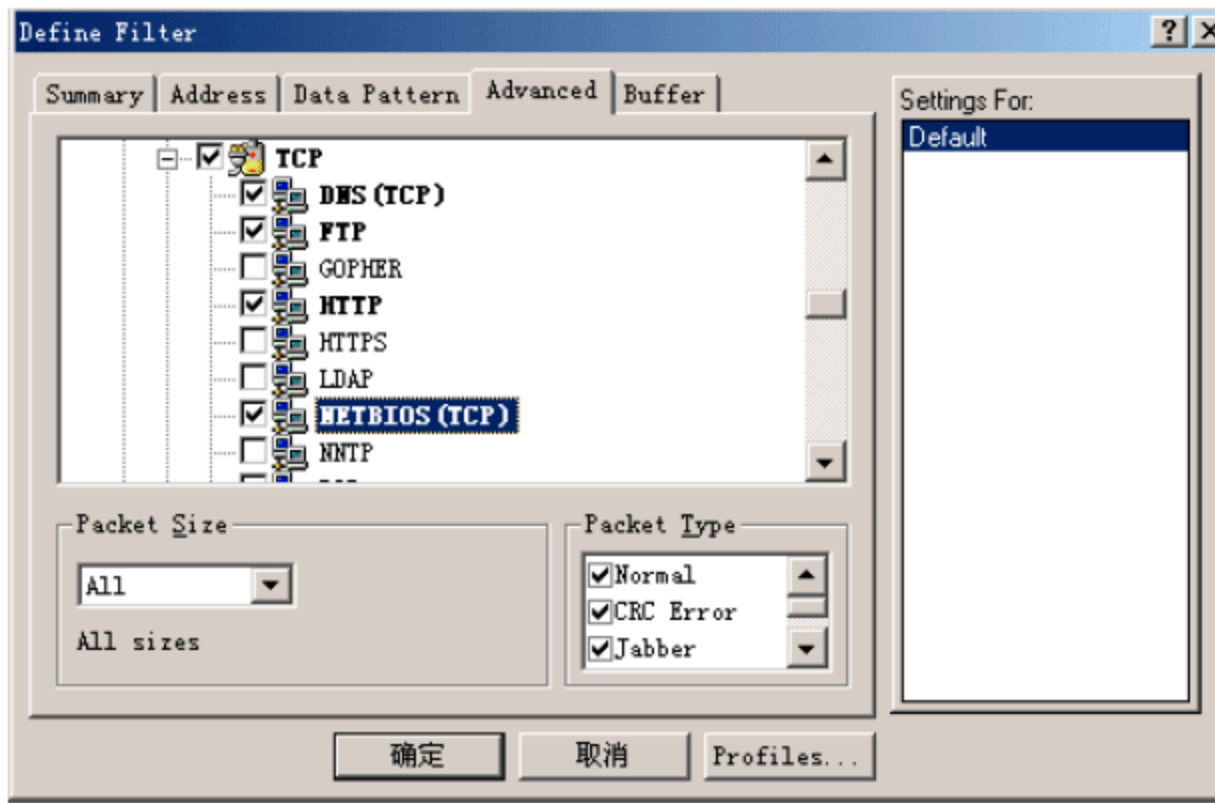 Define Filter
Summary
Address
Data Pattern
Advanced
Buffer
Settings For:
Default
TCP
DNS (TCP)
FTP
GOPHER
HTTP
HTTPS
LDAP
NETBIOS (TCP)
NNTP
Packet Size
All
All sizes
Packet Type
Normal
CRC Error
Jabber
确定
取消
Profiles...